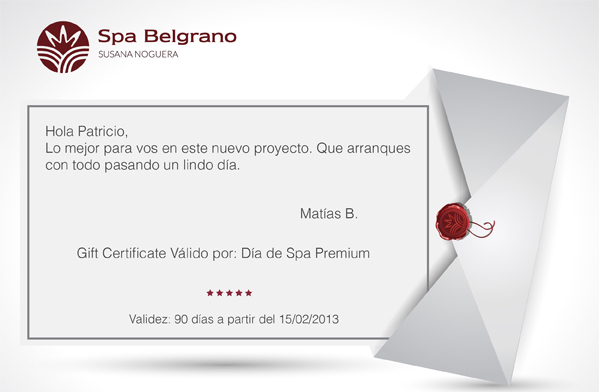 Spa Belgrano
SUSANA NOGUERA
Hola Patricio,
Lo mejor para vos en este nuevo proyecto. Que arranques
con todo pasando un lindo día.
Matías B.
Gift Certificate Válido por: Día de Spa Premium
Validez: 90 días a partir del 15/02/2013